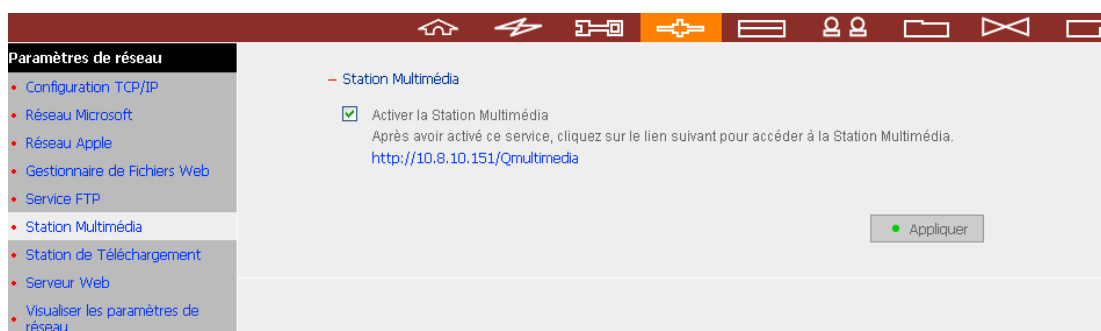 Paramètres de réseau
Configuration TCP/IP
Réseau Microsoft
Réseau Apple
Gestionnaire de Fichiers Web
Service FTP
Station Multimédia
Station de Téléchargement
Serveur Web
Visualiser les paramètres de
réseau
– Station Multimédia
Activer la Station Multimédia
Après avoir activé ce service, cliquez sur le lien suivant pour accéder à la Station Multimédia.
http://10.8.10.151/Qmultimedia
Appliquer